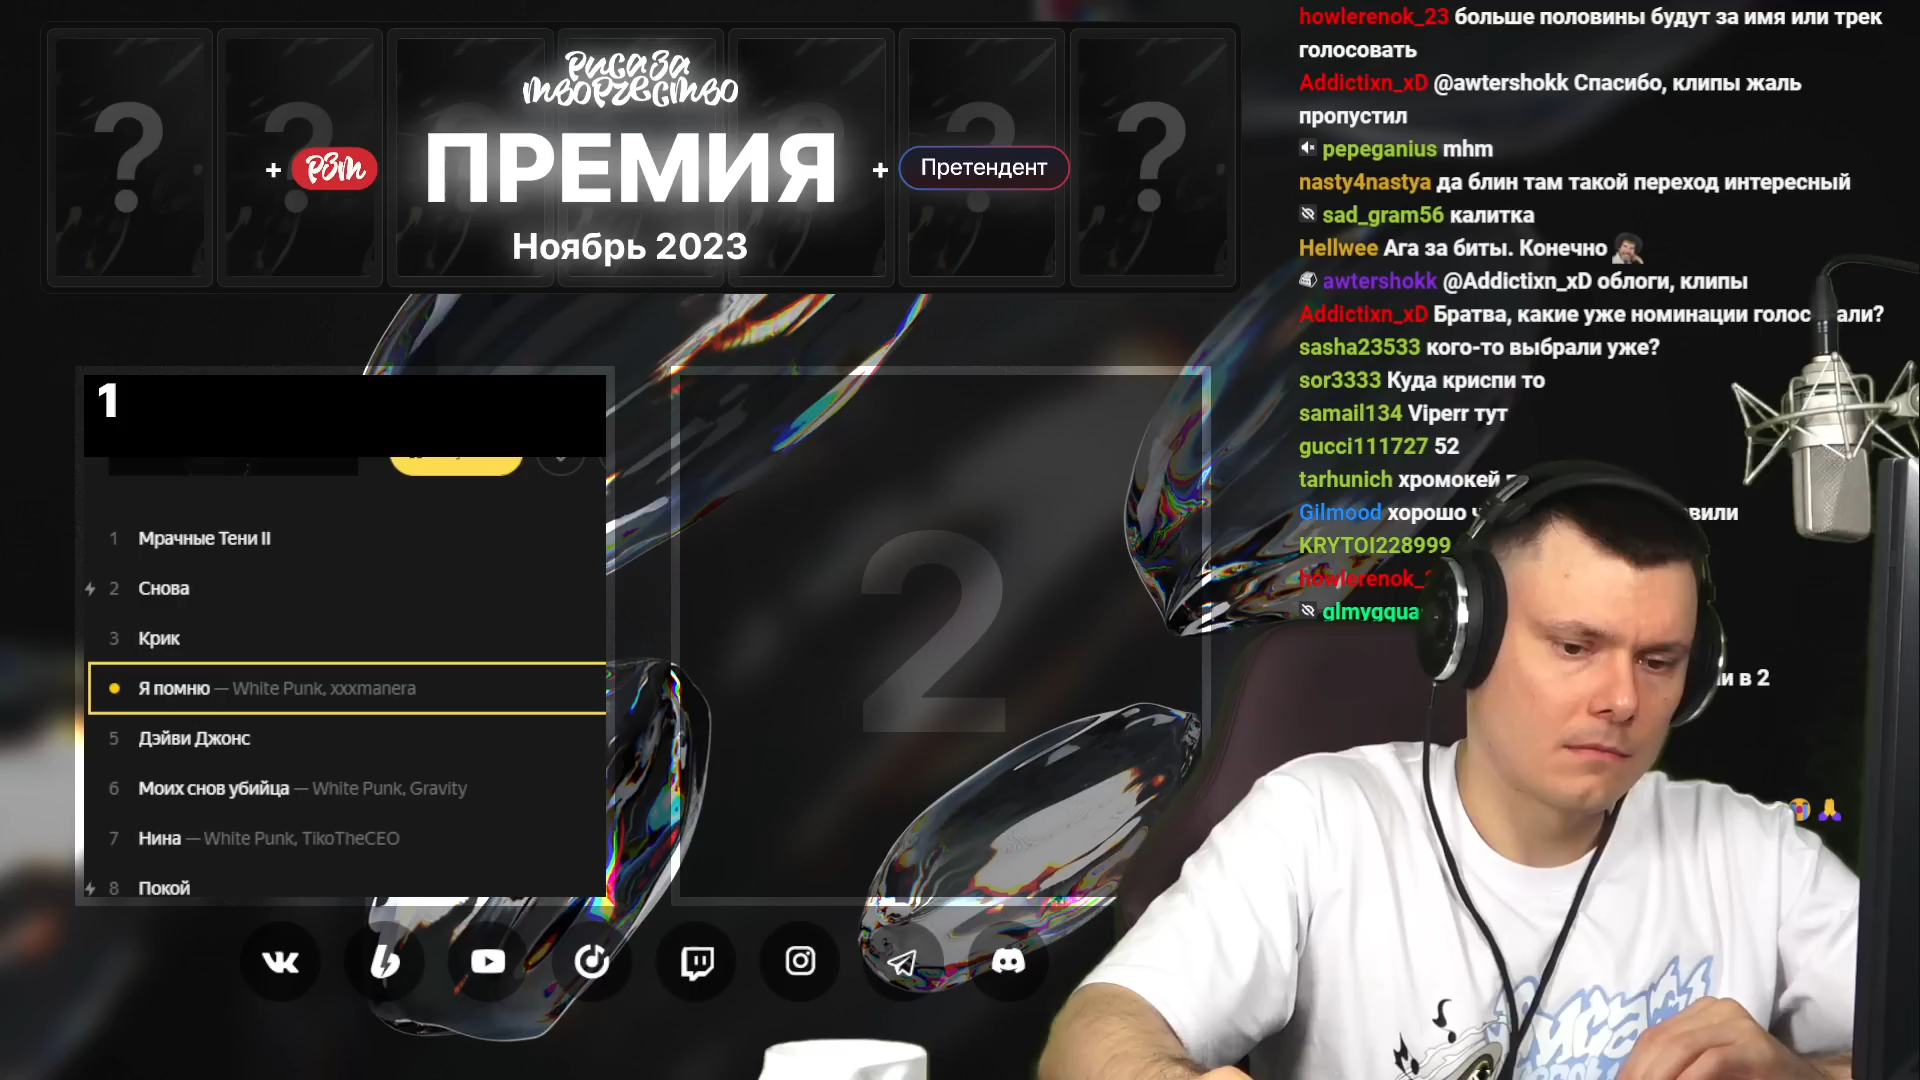 Рисаза
творчество
+ РЗТ
ПРЕМИЯ
+ Претендент
Ноябрь 2023
? ? ? ?
1
1 Мрачные Тени II
2 Снова
3 Крик
Я помню — White Punk, xxxmanera
5 Дэйви Джонс
6 Моих снов убийца — White Punk, Gravity
7 Нина — White Punk, TikoTheCEO
8 Покой
2
howlerenok_23 больше половины будут за имя или трек
голосовать
Addictixn_xD @awtershokk Спасибо, клипы жаль
пропустил
pepeganius mhm
nasty4nastya да блин там такой переход интересный
sad_gram56 калитка
Hellwee Ага за биты. Конечно
awtershokk @Addictixn_xD облоги, клипы
Addictixn_xD Братва, какие уже номинации голос али?
sasha23533 кого-то выбрали уже?
sor3333 Куда криспи то
samail134 Viperr тут
gucci111727 52
tarhunich хромокей
Gilmood хорошо вили
KRYTOI228999
howlerenok_
glmygqua
и в 2